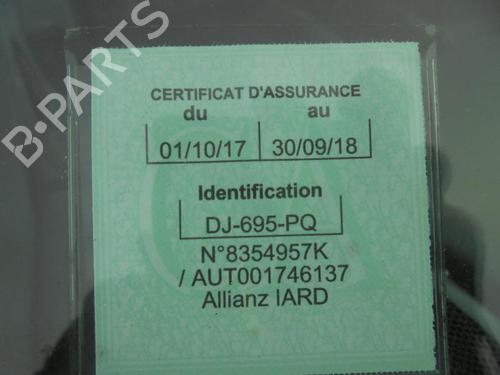 B-PARTS
CERTIFICAT D'ASSURANCE
du au
01/10/17 30/09/18
Identification
DJ-695-PQ
N°8354957K
/ AUT001746137
Allianz IARD